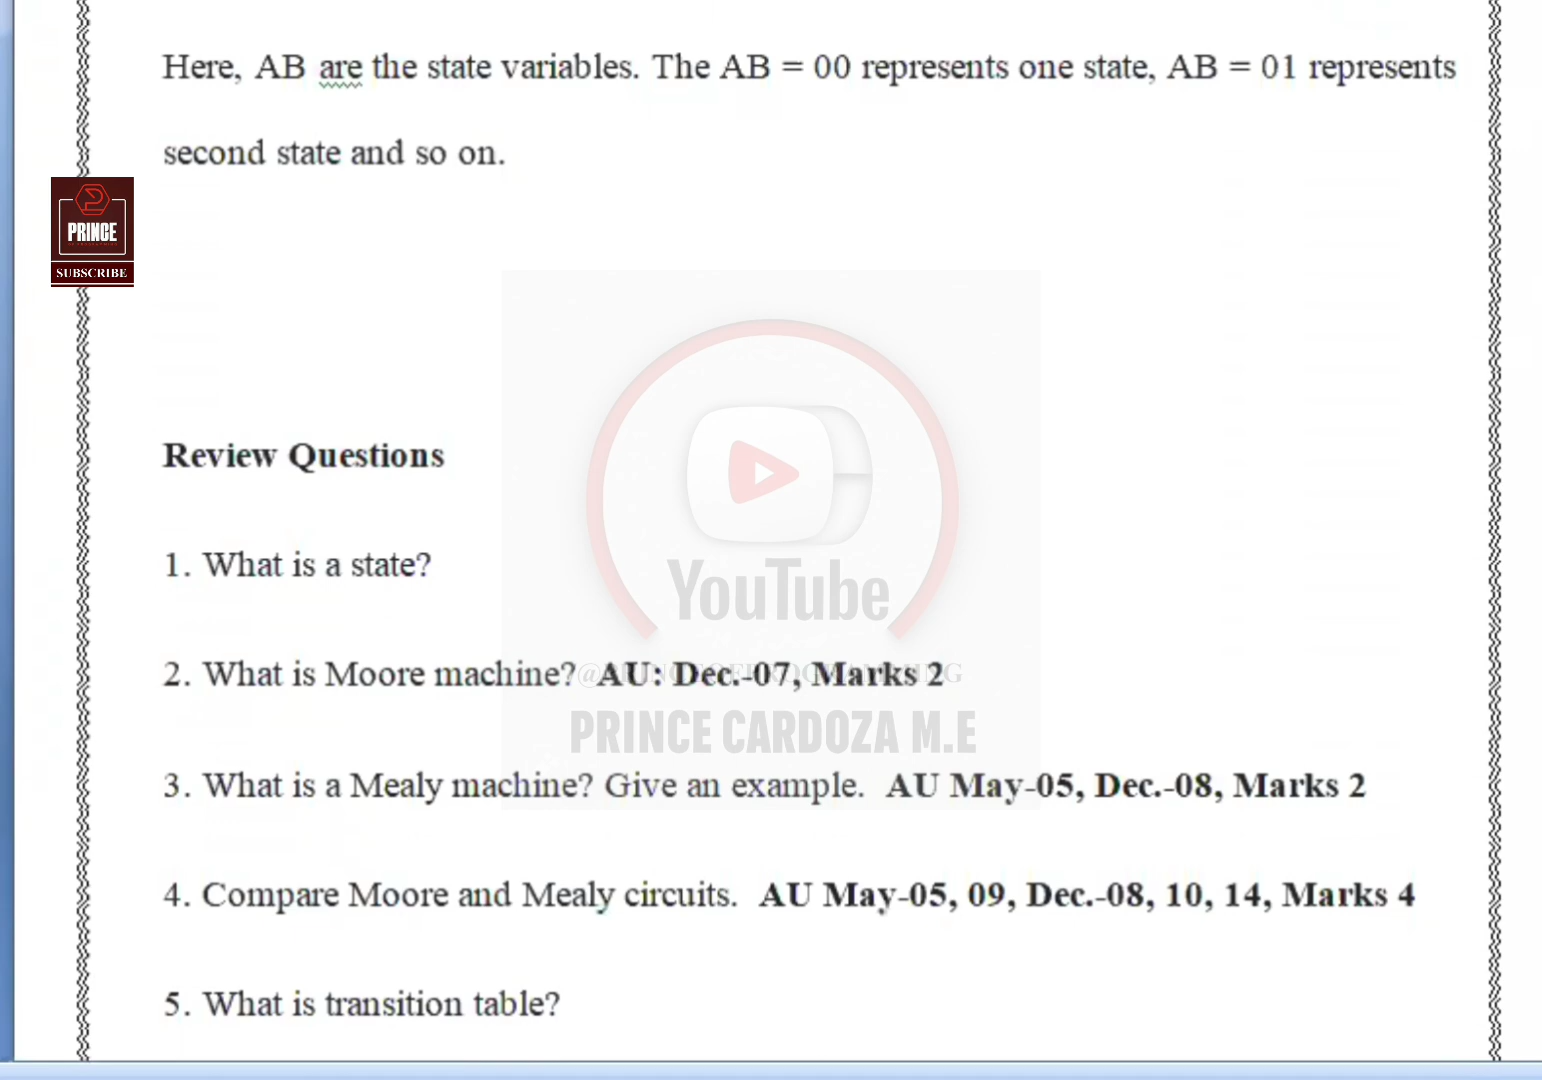 Here, AB are the state variables. The AB = 00 represents one state, AB = 01 represents
second state and so on.
PRINCE
SUBSCRIBE
Review Questions
1. What is a state?
YouTube
2. What is Moore machine? AU: Dec.-07, Marks 2
PRINCE CARDOZA M.E
3. What is a Mealy machine? Give an example. AU May-05, Dec.-08, Marks 2
4. Compare Moore and Mealy circuits. AU May-05, 09, Dec.-08, 10, 14, Marks 4
5. What is transition table?